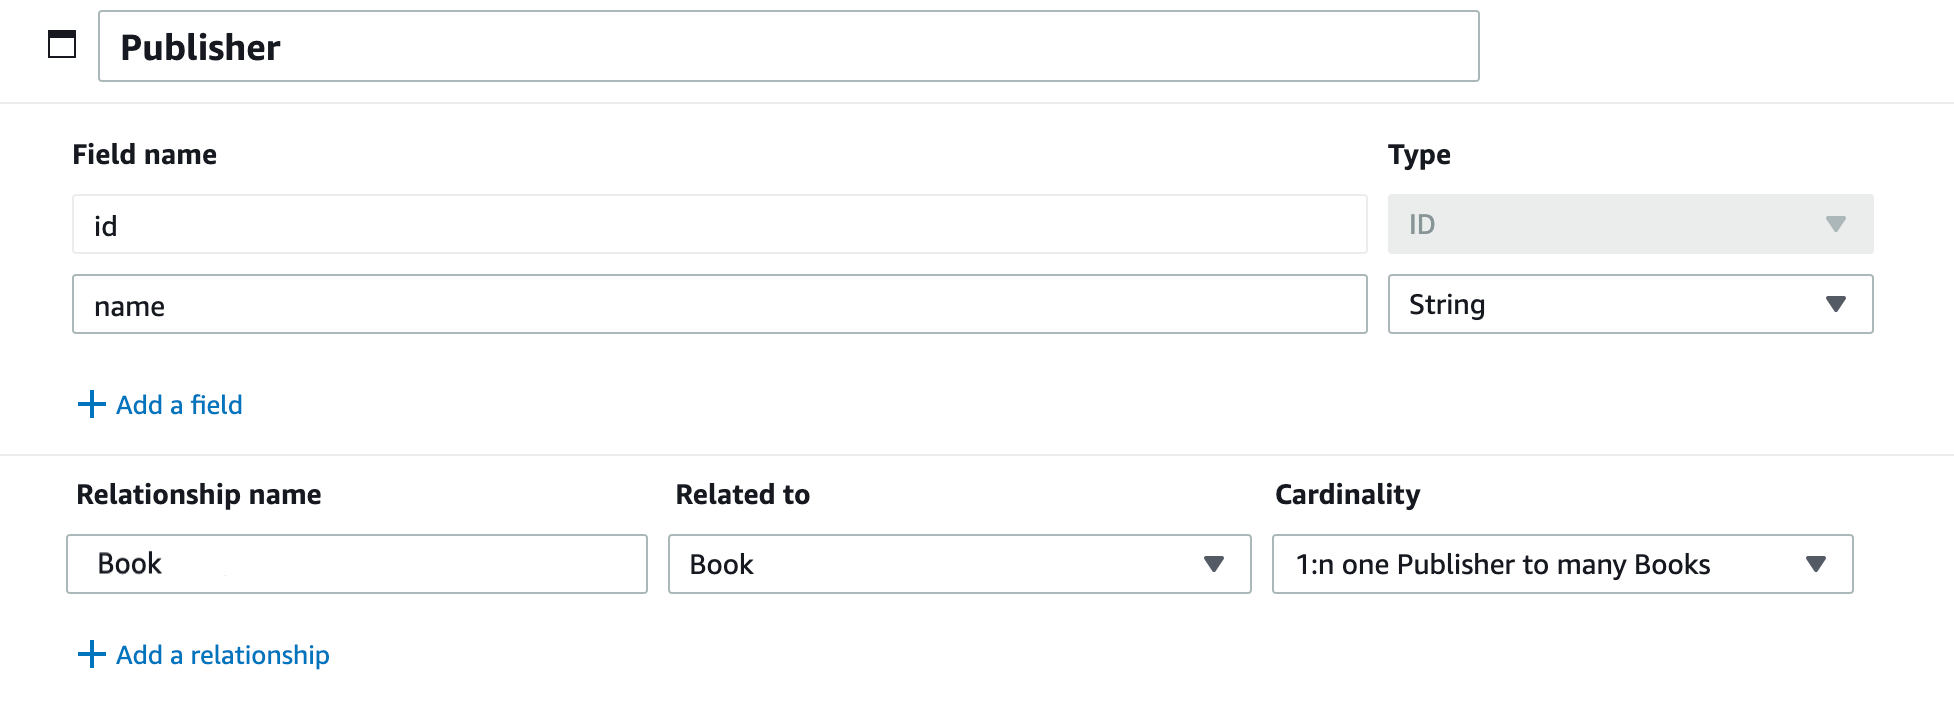 Publisher
Field name Type
id ID
name String
Add a field
Relationship name Related to Cardinality
Book Book 1:n one Publisher to many Books
Add a relationship